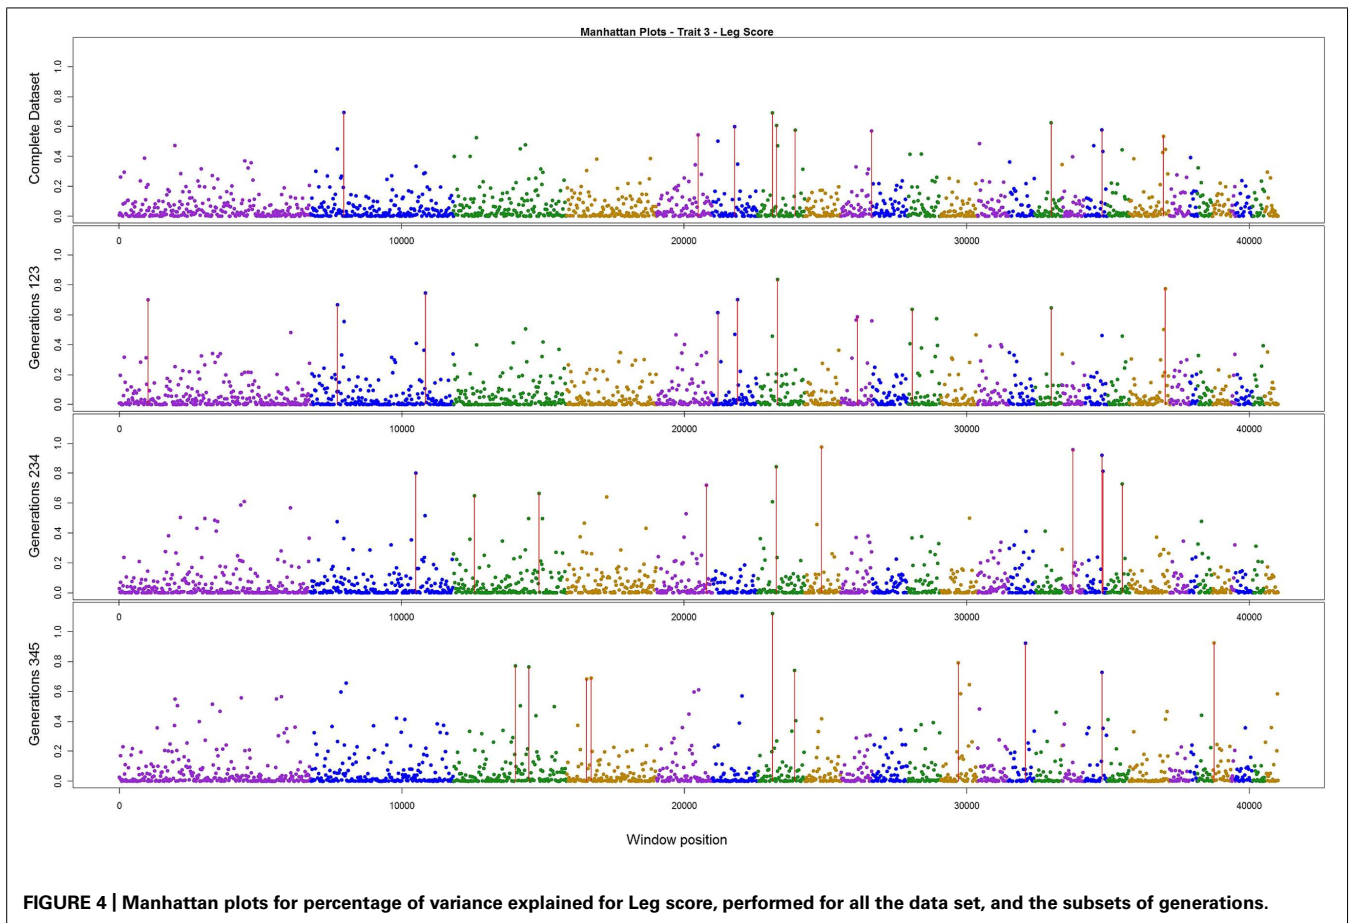 Manhattan Plots - Trait 3 - Leg Score
Complete Dataset
0.0 0.2 0.4 0.6 0.8 1.0
0 10000 20000 30000 40000
Generations 123
0.0 0.2 0.4 0.6 0.8 1.0
0 10000 20000 30000 40000
Generations 234
0.0 0.2 0.4 0.6 0.8 1.0
0 10000 20000 30000 40000
Generations 345
0.0 0.2 0.4 0.6 0.8 1.0
0 10000 20000 30000 40000
Window position
FIGURE 4 | Manhattan plots for percentage of variance explained for Leg score, performed for all the data set, and the subsets of generations.